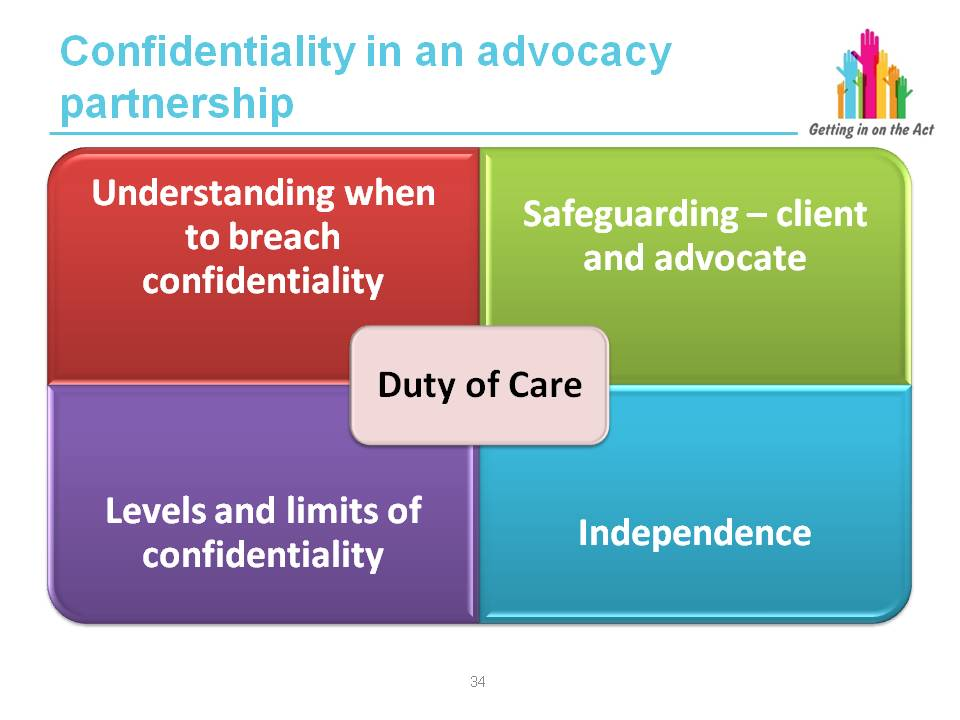 Confidentiality in an advocacy
partnership
Getting in on the Act
Understanding when
to breach
confidentiality
Safeguarding – client
and advocate
Duty of Care
Levels and limits of
confidentiality
Independence
34